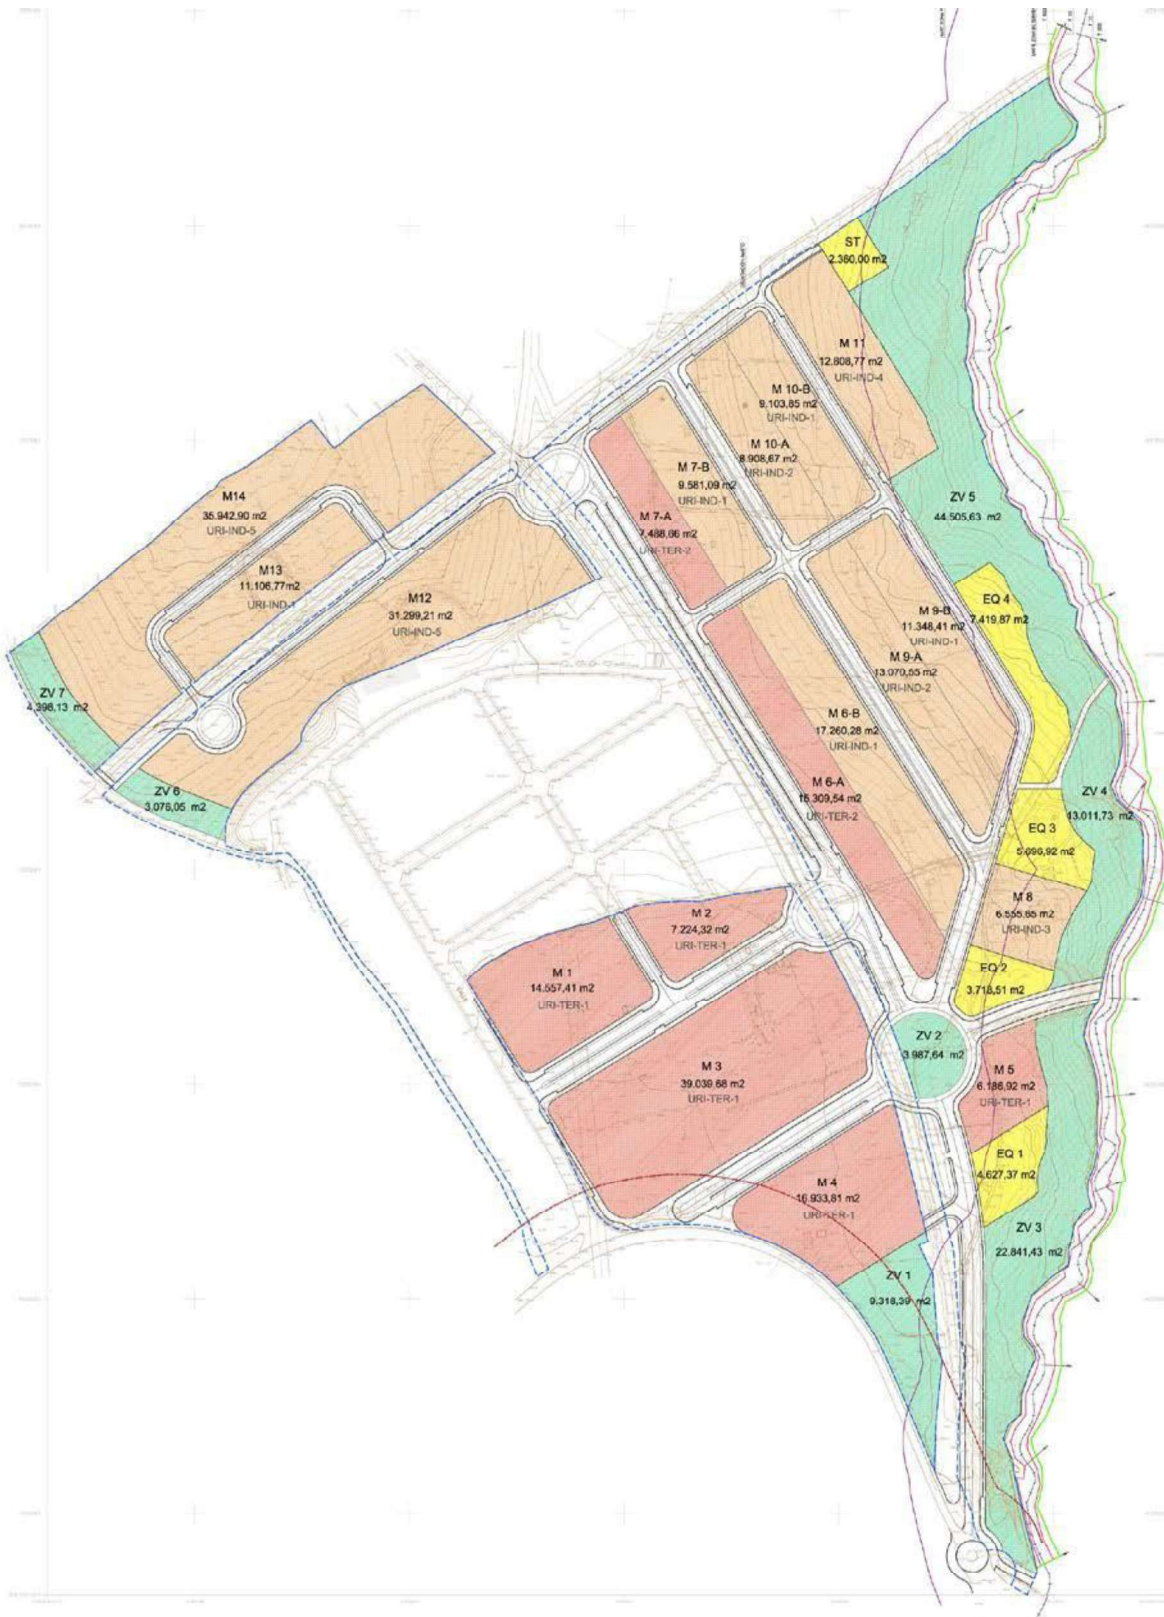 ST
2.360,00 m2
M 11
12.808,77 m2
URI-IND-4
M 10-B
9.103,85 m2
URI-IND-1
M 10-A
8.908,67 m2
URI-IND-2
M 7-B
9.581,09 m2
URI-IND-1
M 7-A
7.488,66 m2
URI-TER-2
M14
35.942,90 m2
URI-IND-5
ZV 5
44.505,63 m2
M13
11.106,77m2
URI-IND-1
M12
31.299,21 m2
URI-IND-5
EQ 4
7.419,87 m2
M 9-B
11.348,41 m2
URI-IND-1
M 9-A
13.070,55 m2
URI-IND-2
ZV 7
4.398,13 m2
M 6-B
17.260,28 m2
URI-IND-1
M 6-A
15.309,54 m2
URI-TER-2
ZV 6
3.076,05 m2
ZV 4
13.011,73 m2
EQ 3
5.696,92 m2
M 8
6.555,65 m2
URI-IND-3
M 2
7.224,32 m2
URI-TER-1
M 1
14.557,41 m2
URI-TER-1
EQ 2
3.718,51 m2
ZV 2
3.987,64 m2
M 3
39.039,68 m2
URI-TER-1
M 5
6.186,92 m2
URI-TER-1
EQ 1
4.627,37 m2
M 4
16.933,81 m2
URI-TER-1
ZV 3
22.841,43 m2
ZV 1
9.318,39 m2